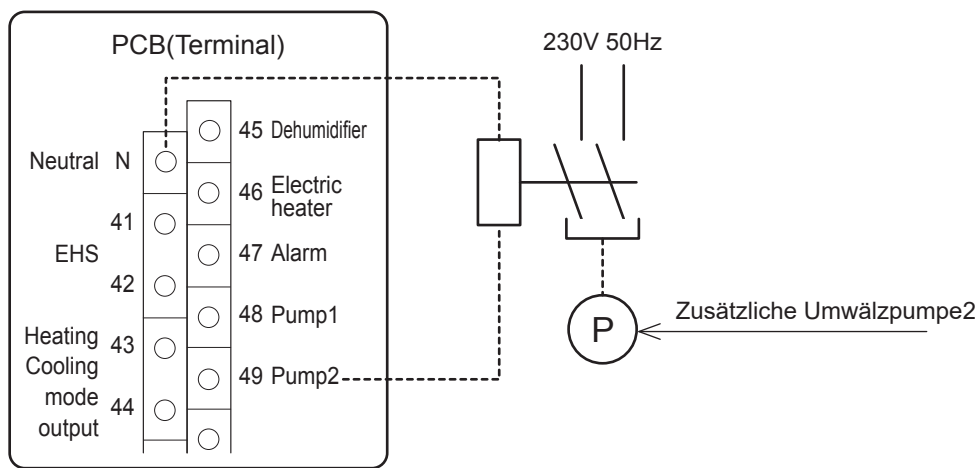 PCB(Terminal)
230V 50Hz
Neutral N
41
EHS
42
Heating
Cooling
mode
output
43
44
45 Dehumidifier
46 Electric
heater
47 Alarm
48 Pump1
49 Pump2
P
Zusätzliche Umwälzpumpe2